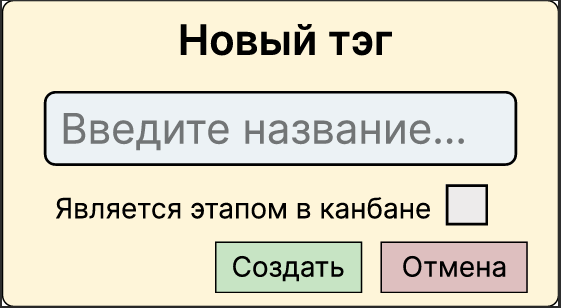 Новый тэг
Введите название...
Является этапом в канбане
Создать
Отмена